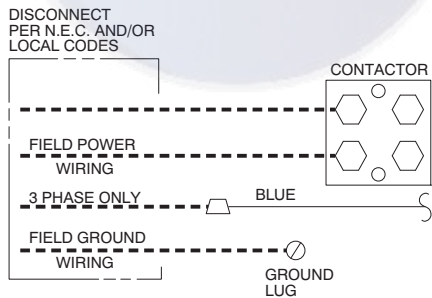 DISCONNECT
PER N.E.C. AND/OR
LOCAL CODES
CONTACTOR
FIELD POWER
WIRING
3 PHASE ONLY
BLUE
FIELD GROUND
WIRING
GROUND
LUG